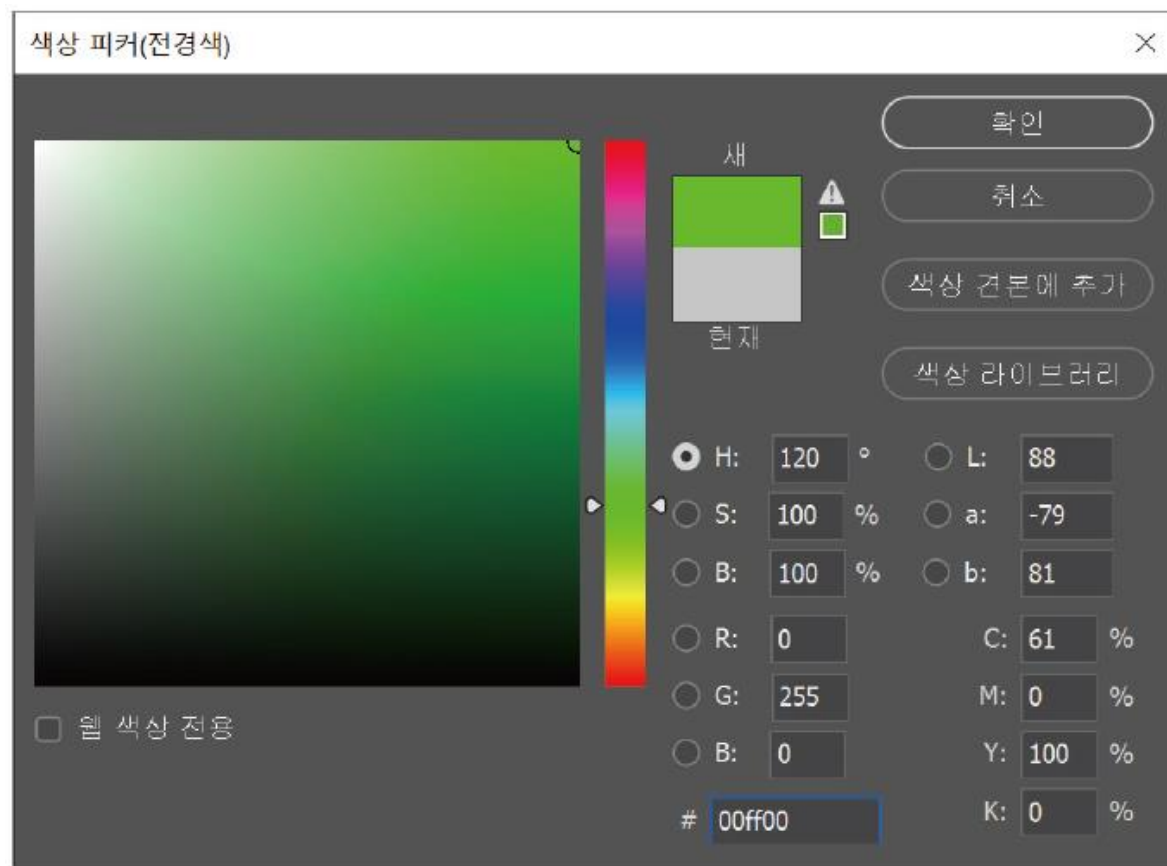 색상 피커(전경색)
새
현재
확인
취소
색상 견본에 추가
색상 라이브러리
H: 120 °
S: 100 %
B: 100 %
R: 0
G: 255
B: 0
# 00ff00
L: 88
a: -79
b: 81
C: 61 %
M: 0 %
Y: 100 %
K: 0 %
웹 색상 전용